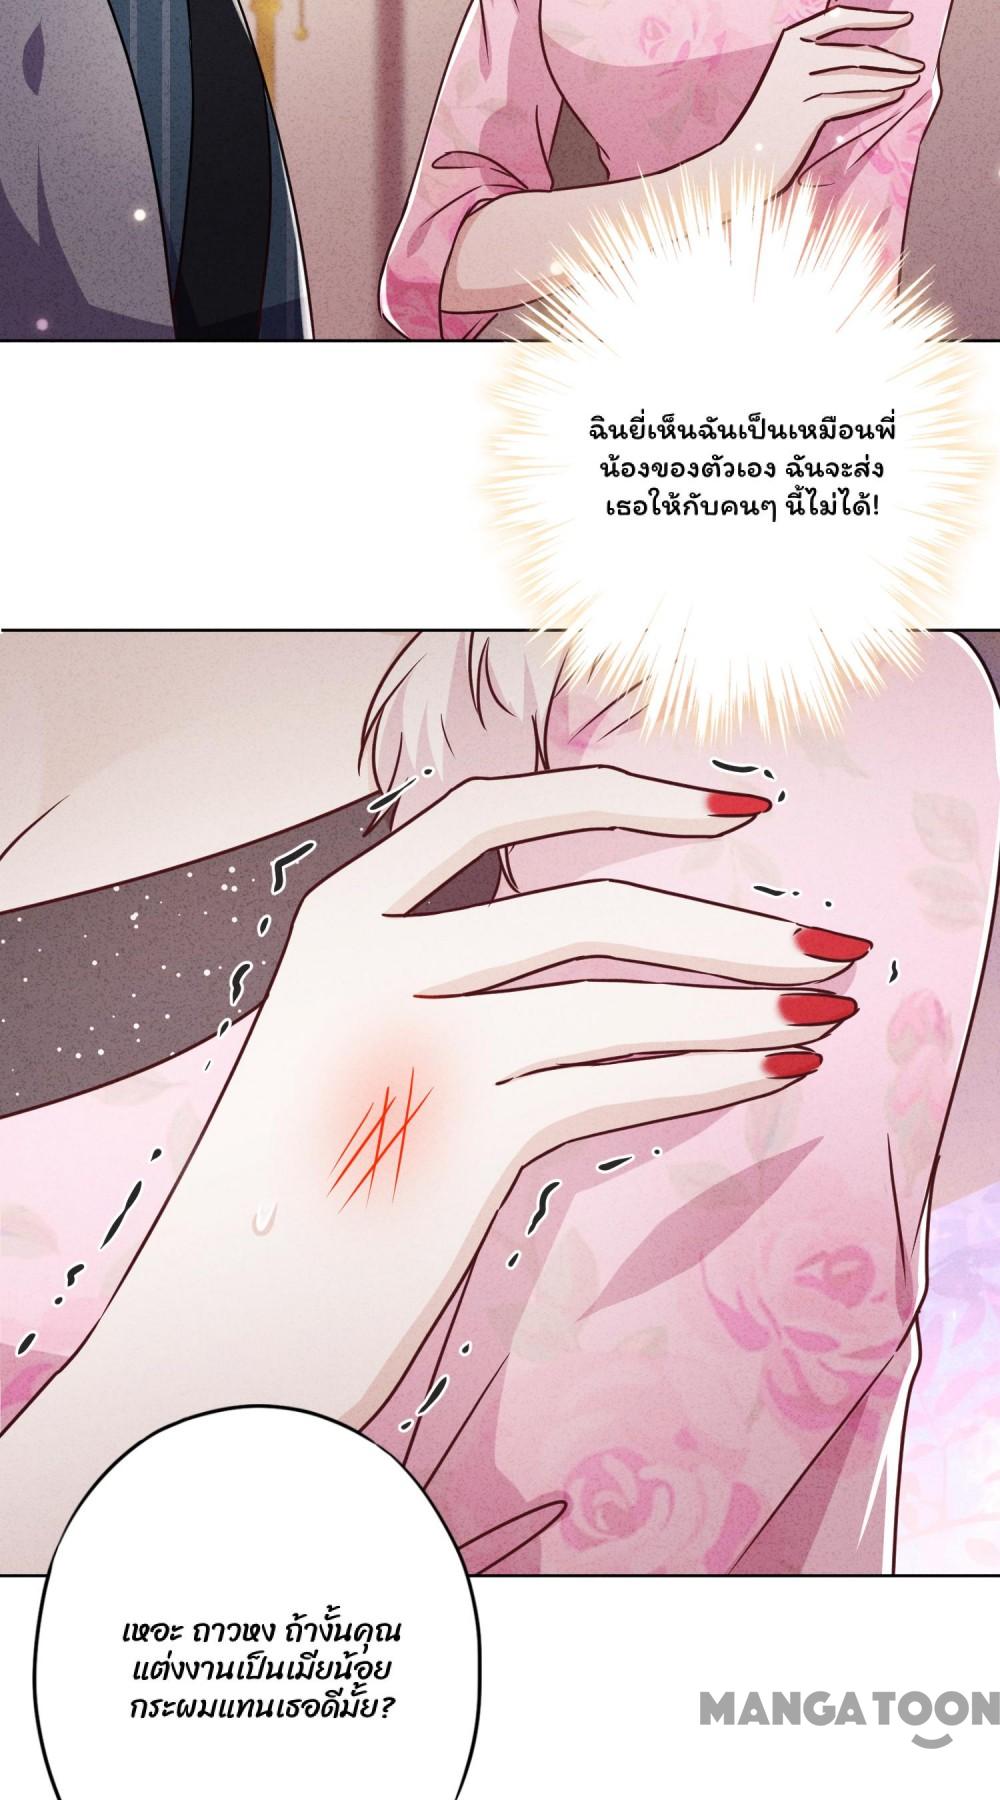 ฉินยี่เห็นฉันเป็นเหมือนพี่
น้องของตัวเอง ฉันจะส่ง
เธอให้กับคนๆ นี้ไม่ได้!
เหอะ ถาวหง ถ้างั้นคุณ
แต่งงานเป็นเมียน้อย
กระผมแทนเธอดีมั้ย?
MANGATOON